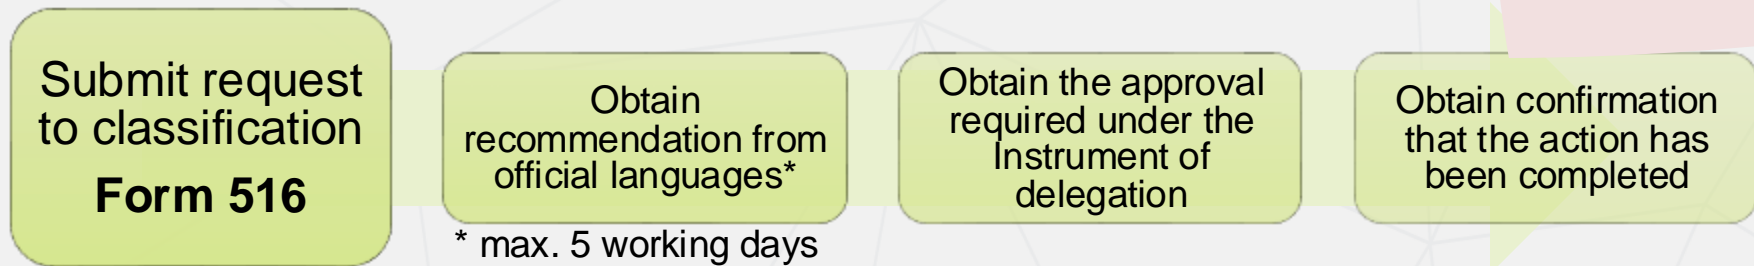 Submit request
to classification
Form 516
Obtain
recommendation from
official languages*
* max. 5 working days
Obtain the approval
required under the
Instrument of
delegation
Obtain confirmation
that the action has
been completed